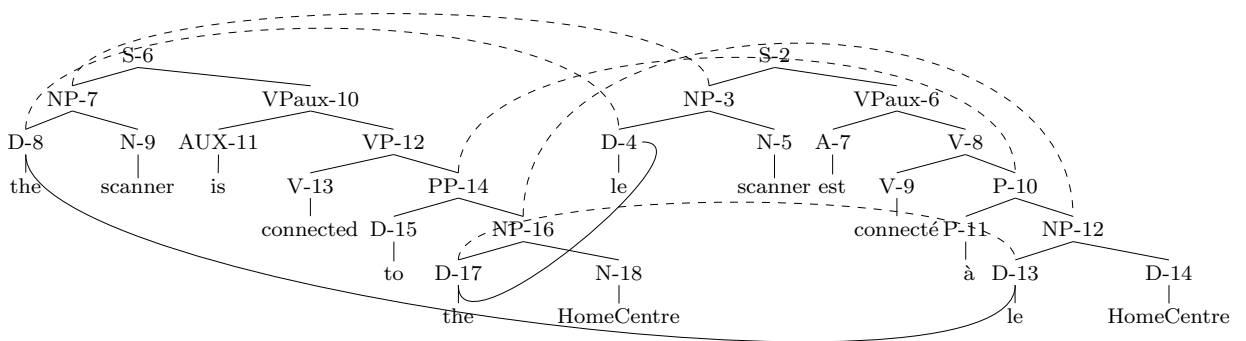 S-6 S-2
NP-7 VPaux-10 NP-3 VPaux-6
D-8 N-9 AUX-11 VP-12 D-4 N-5 A-7 V-8
the scanner is V-13 PP-14 le scanner est V-9 P-10
connected D-15 NP-16 connecté P-11 NP-12
to D-17 N-18 à D-13 D-14
the HomeCentre le HomeCentre